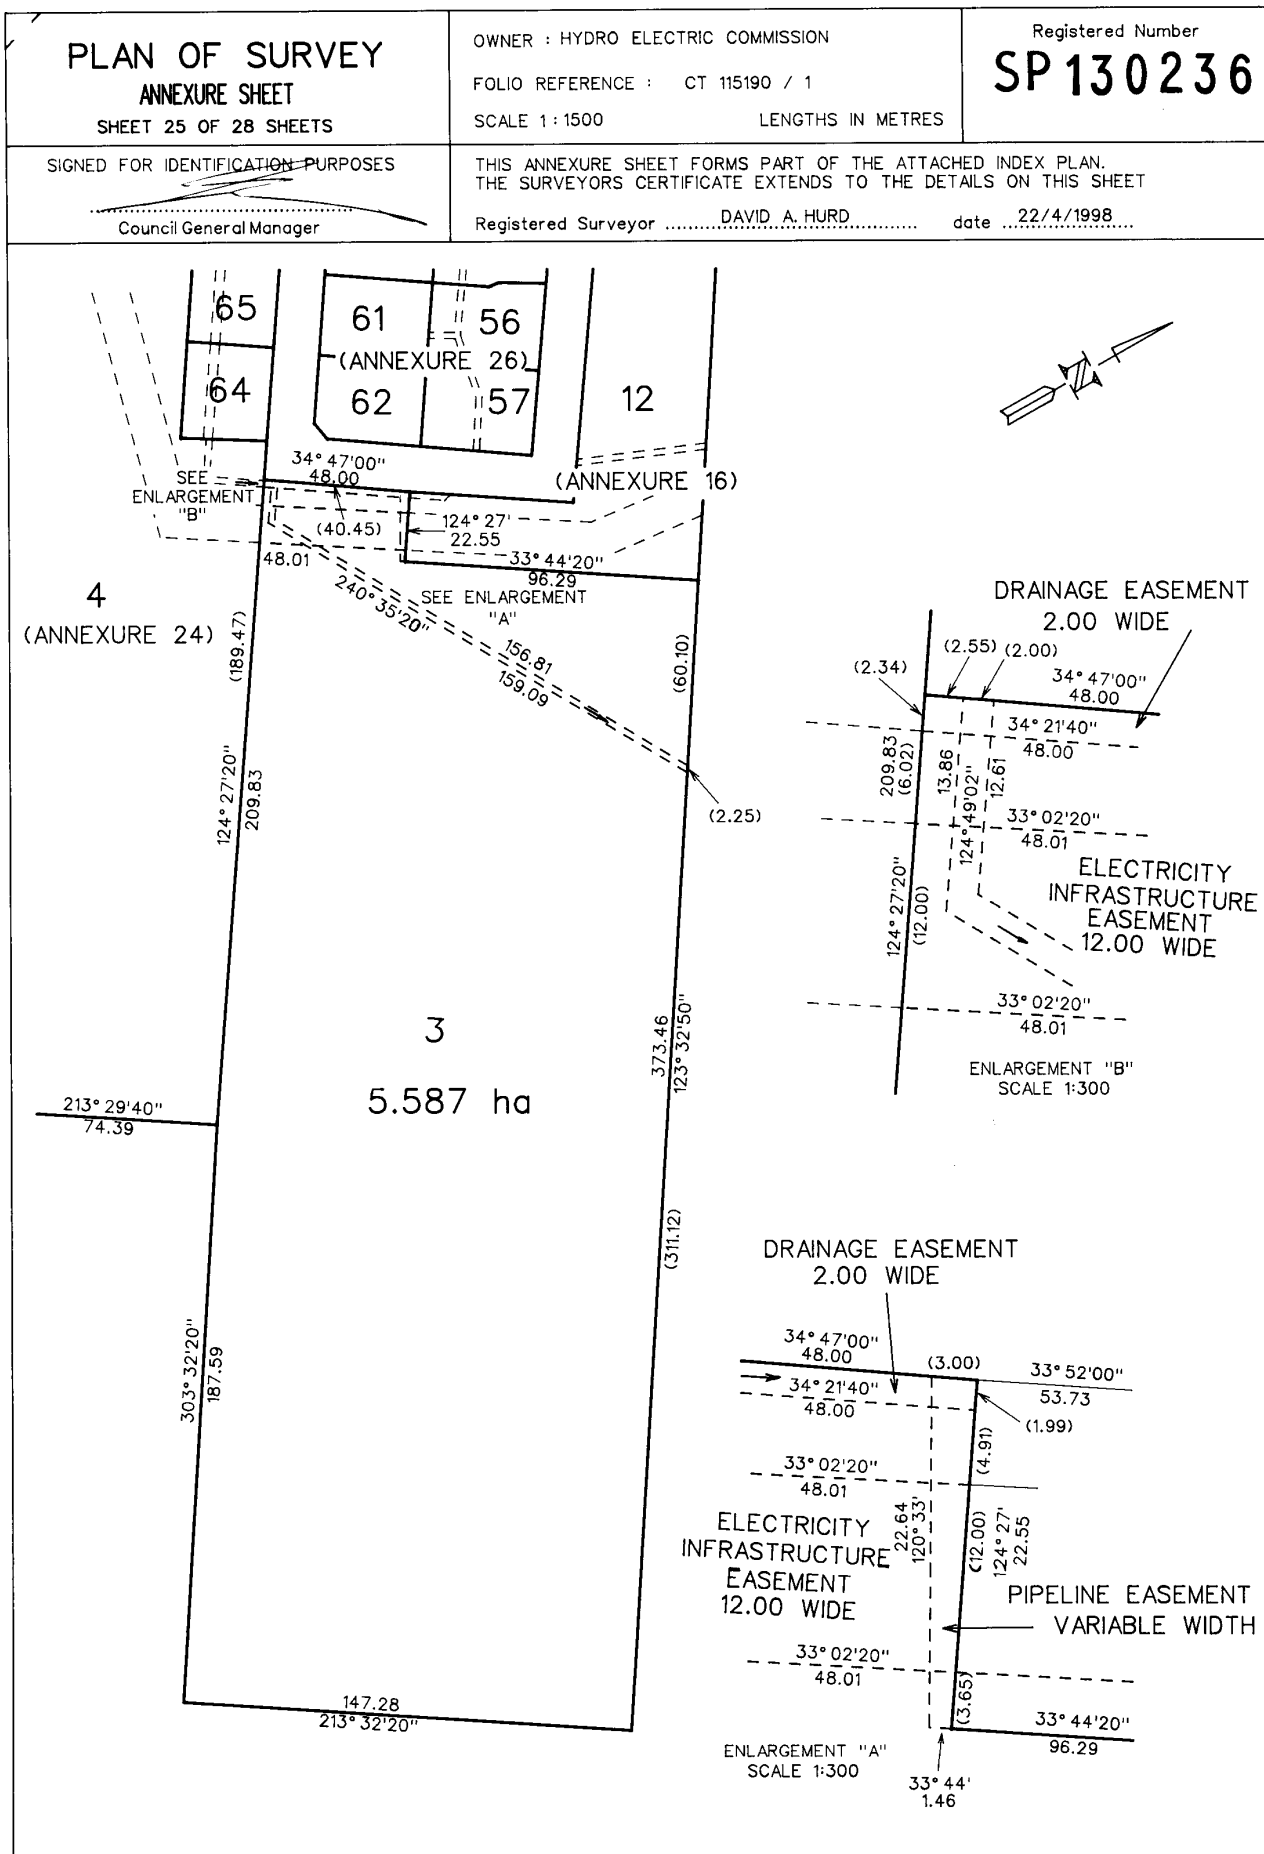 PLAN OF SURVEY
ANNEXURE SHEET
SHEET 25 OF 28 SHEETS
OWNER : HYDRO ELECTRIC COMMISSION
FOLIO REFERENCE : CT 115190 / 1
SCALE 1 : 1500 LENGTHS IN METRES
Registered Number
SP130236
SIGNED FOR IDENTIFICATION PURPOSES
Council General Manager
THIS ANNEXURE SHEET FORMS PART OF THE ATTACHED INDEX PLAN.
THE SURVEYORS CERTIFICATE EXTENDS TO THE DETAILS ON THIS SHEET
Registered Surveyor DAVID A. HURD date 22/4/1998
65
61
56
(ANNEXURE 26)
64
62
57
12
34° 47'00"
48.00
(ANNEXURE 16)
SEE
ENLARGEMENT
"B"
(40.45)
124° 27'
22.55
48.01
33° 44'20"
96.29
SEE ENLARGEMENT
"A"
240° 35'20"
156.81
159.09
4
(ANNEXURE 24)
(189.47)
(60.10)
(2.25)
124° 27'20"
209.83
3
5.587 ha
373.46
123° 32'50"
213° 29'40"
74.39
(311.12)
303° 32'20"
187.59
147.28
213° 32'20"
DRAINAGE EASEMENT
2.00 WIDE
(2.34)
(2.55)
(2.00)
34° 47'00"
48.00
34° 21'40"
48.00
209.83
(6.02)
13.86
124° 49'02"
12.61
33° 02'20"
48.01
ELECTRICITY
INFRASTRUCTURE
EASEMENT
12.00 WIDE
124° 27'20"
(12.00)
33° 02'20"
48.01
ENLARGEMENT "B"
SCALE 1:300
DRAINAGE EASEMENT
2.00 WIDE
34° 47'00"
48.00
(3.00)
33° 52'00"
53.73
34° 21'40"
48.00
(1.99)
(4.91)
33° 02'20"
48.01
ELECTRICITY
INFRASTRUCTURE
EASEMENT
12.00 WIDE
22.64
120° 33'
(12.00)
124° 27'
22.55
PIPELINE EASEMENT
VARIABLE WIDTH
33° 02'20"
48.01
(3.65)
33° 44'20"
96.29
ENLARGEMENT "A"
SCALE 1:300
33° 44'
1.46